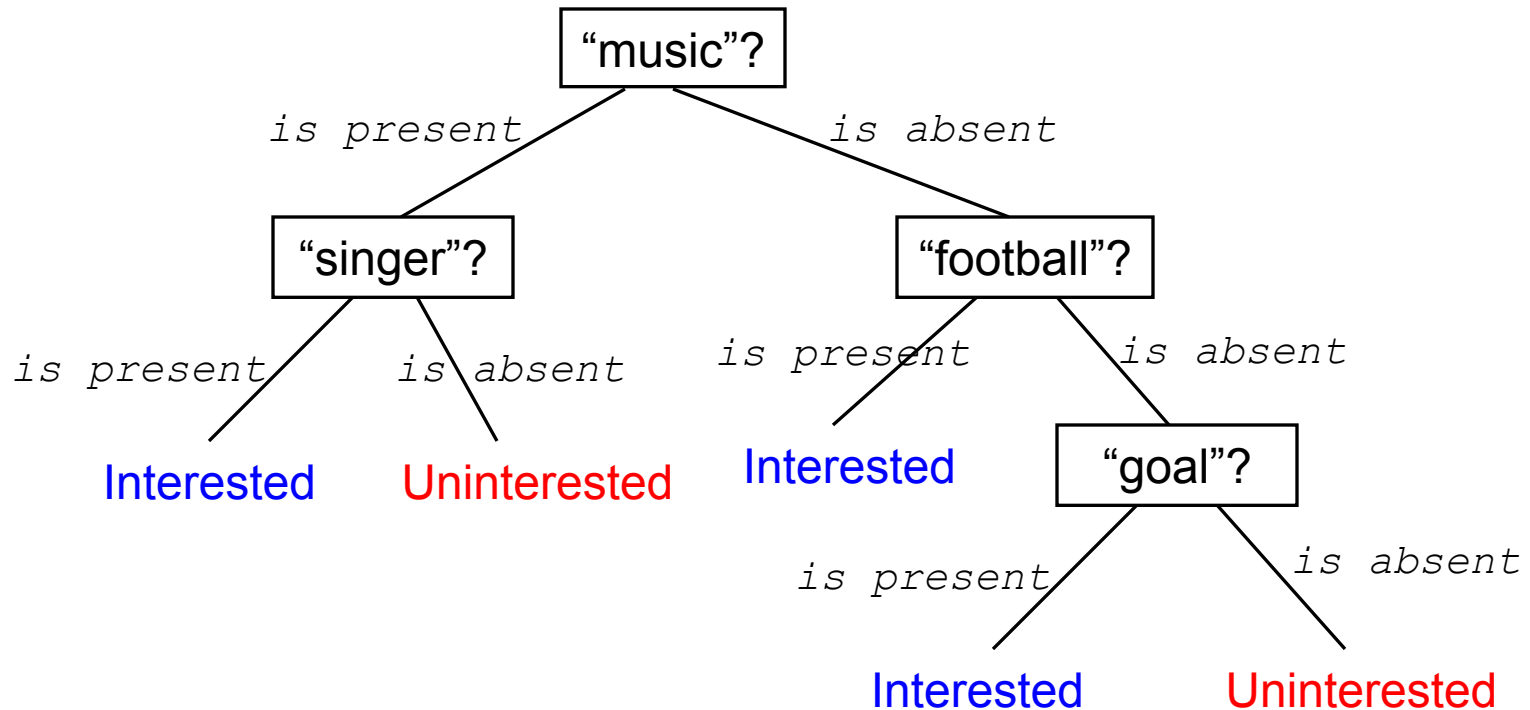 “music”?
is present
is absent
“singer”?
“football”?
is present
is absent
is present
is absent
Interested
Uninterested
Interested
“goal”?
is present
is absent
Interested
Uninterested